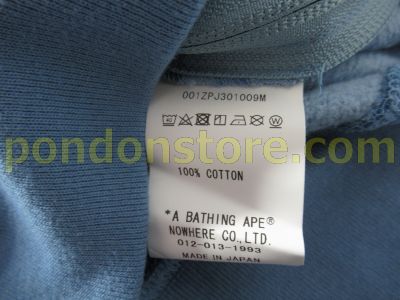 001ZPJ301009M
pondonstore.com
100% COTTON
*A BATHING APE®
NOWHERE CO.,LTD.
012-013-1993
MADE IN JAPAN